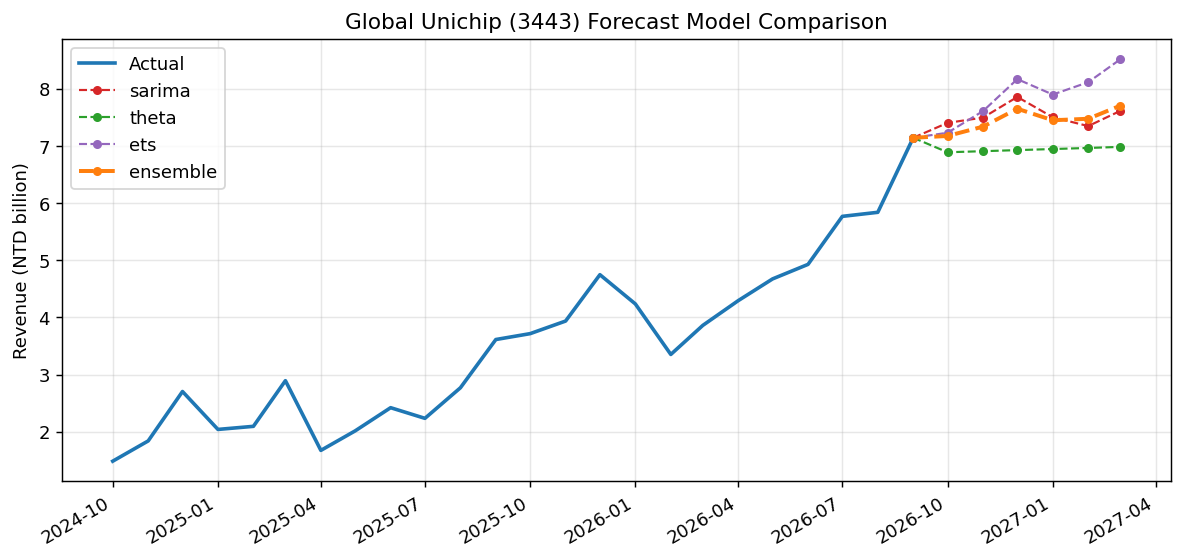 Global Unichip (3443) Forecast Model Comparison
Actual
sarima
theta
ets
ensemble
Revenue (NTD billion)
8
7
6
5
4
3
2
2024-10
2025-01
2025-04
2025-07
2025-10
2026-01
2026-04
2026-07
2026-10
2027-01
2027-04